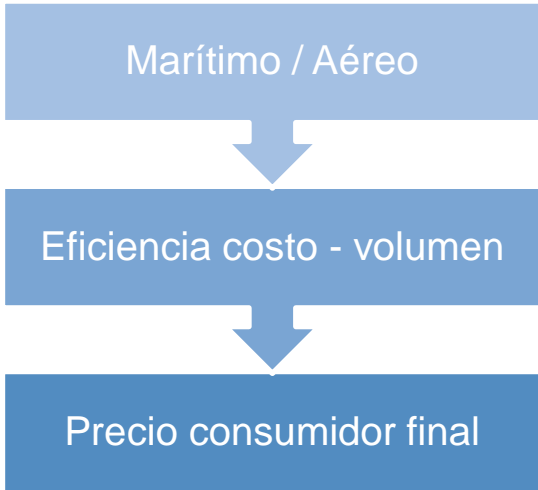 Marítimo / Aéreo
Eficiencia costo - volumen
Precio consumidor final